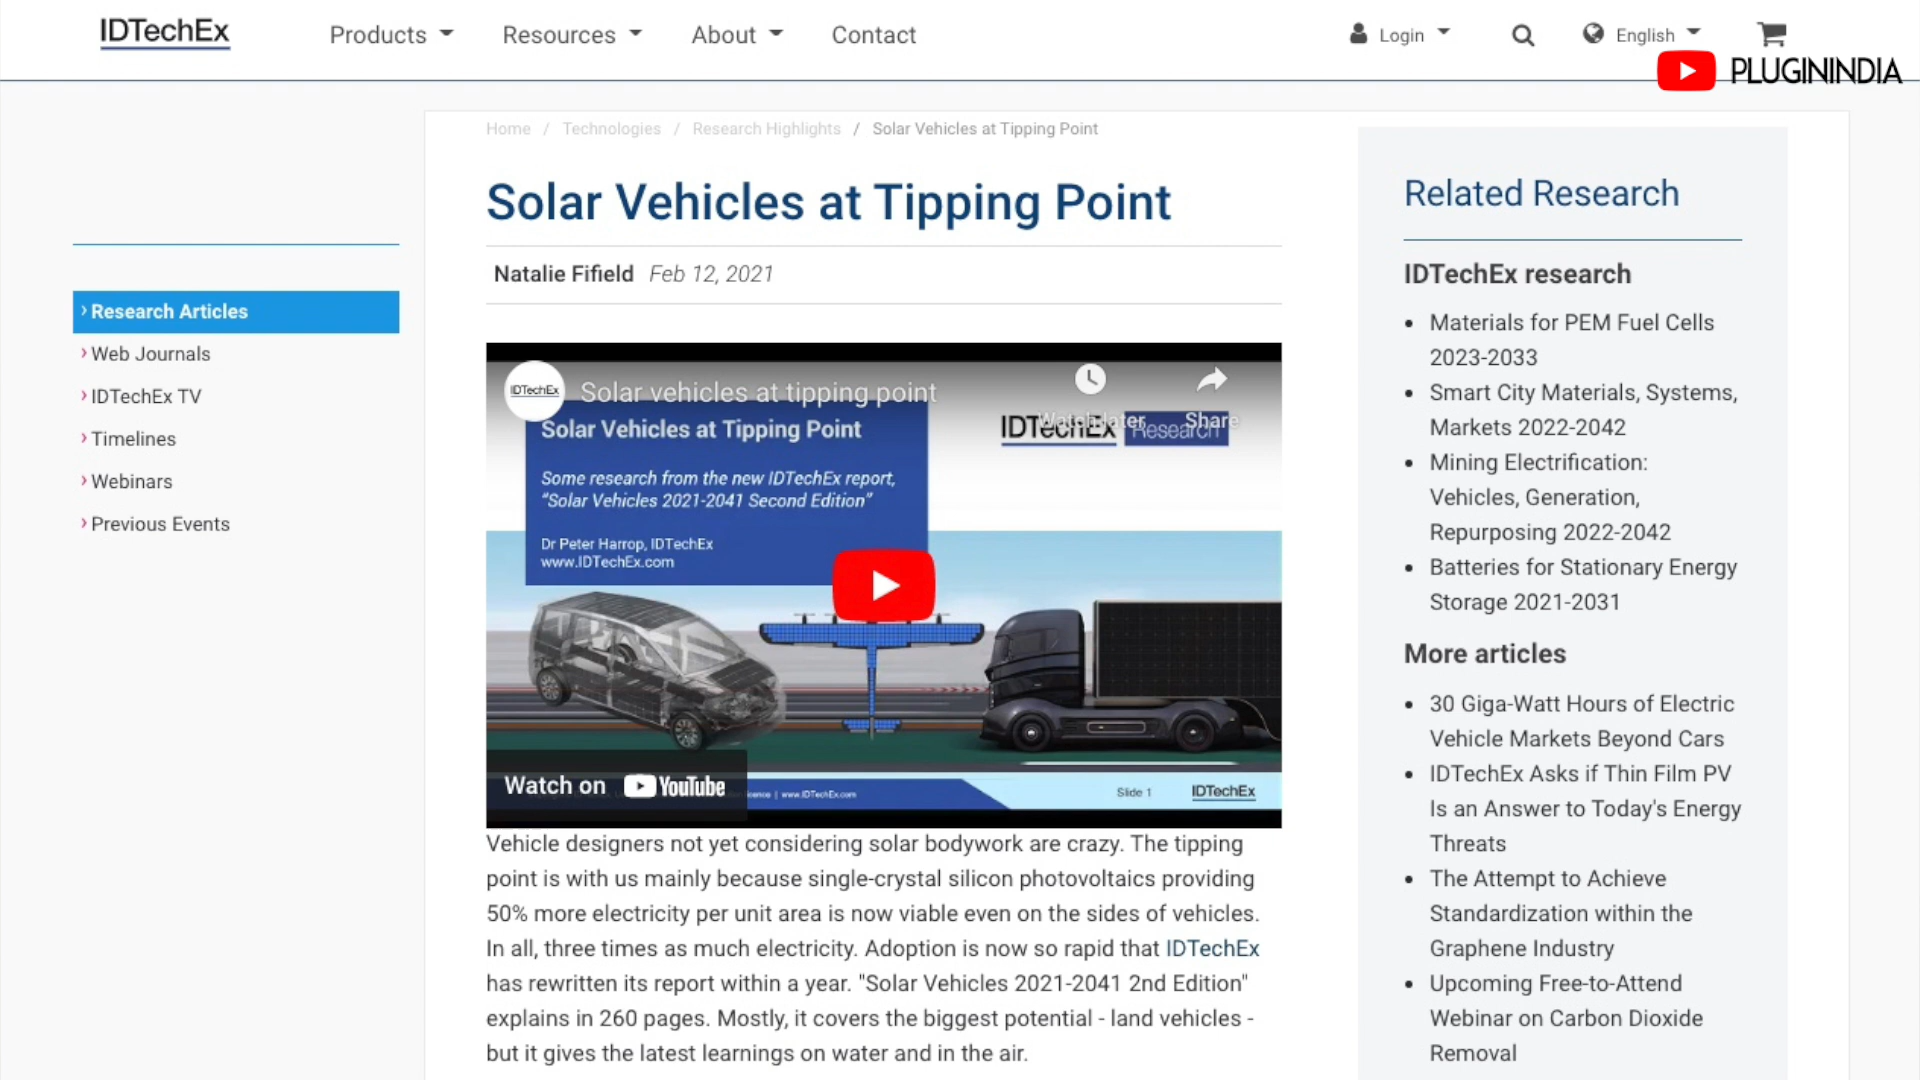 IDTechEx
Products
Resources
About
Contact
Login
English
PLUGININDIA
Home / Technologies / Research Highlights / Solar Vehicles at Tipping Point
Solar Vehicles at Tipping Point
Natalie Fifield Feb 12, 2021
Research Articles
Web Journals
IDTechEx TV
Timelines
Webinars
Previous Events
IDTechEx
Solar vehicles at tipping point
Watch later
Share
Solar Vehicles at Tipping Point
IDTechEx Research
Some research from the new IDTechEx report,
"Solar Vehicles 2021-2041 Second Edition"
Dr Peter Harrop, IDTechEx
www.IDTechEx.com
Watch on YouTube
| www.IDTechEx.com
Slide 1
IDTechEx
Vehicle designers not yet considering solar bodywork are crazy. The tipping
point is with us mainly because single-crystal silicon photovoltaics providing
50% more electricity per unit area is now viable even on the sides of vehicles.
In all, three times as much electricity. Adoption is now so rapid that IDTechEx
has rewritten its report within a year. "Solar Vehicles 2021-2041 2nd Edition"
explains in 260 pages. Mostly, it covers the biggest potential - land vehicles -
but it gives the latest learnings on water and in the air.
Related Research
IDTechEx research
Materials for PEM Fuel Cells
2023-2033
Smart City Materials, Systems,
Markets 2022-2042
Mining Electrification:
Vehicles, Generation,
Repurposing 2022-2042
Batteries for Stationary Energy
Storage 2021-2031
More articles
30 Giga-Watt Hours of Electric
Vehicle Markets Beyond Cars
IDTechEx Asks if Thin Film PV
Is an Answer to Today's Energy
Threats
The Attempt to Achieve
Standardization within the
Graphene Industry
Upcoming Free-to-Attend
Webinar on Carbon Dioxide
Removal